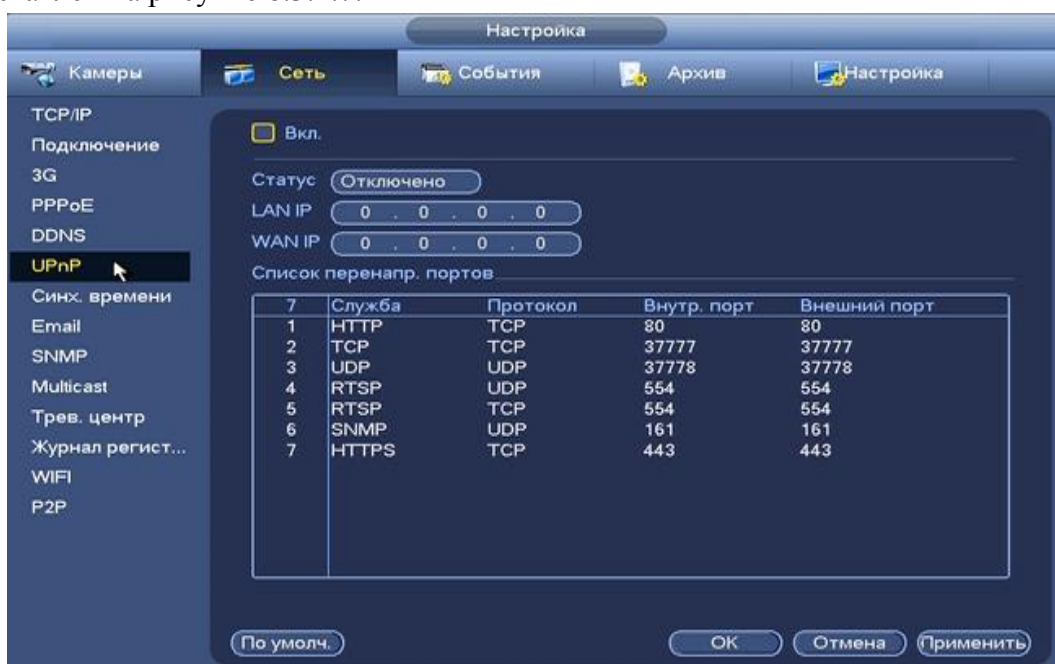 Настройка
Камеры Сеть События Архив Настройка
TCP/IP
Подключение
3G
PPPoE
DDNS
UPnP
Синх. времени
Email
SNMP
Multicast
Трев. центр
Журнал регист...
WIFI
P2P
Вкл.
Статус Отключено
LAN IP 0 . 0 . 0 . 0
WAN IP 0 . 0 . 0 . 0
Список перенапр. портов
7 Служба Протокол Внутр. порт Внешний порт
1 HTTP TCP 80 80
2 TCP TCP 37777 37777
3 UDP UDP 37778 37778
4 RTSP UDP 554 554
5 RTSP TCP 554 554
6 SNMP UDP 161 161
7 HTTPS TCP 443 443
По умолч. OK Отмена Применить